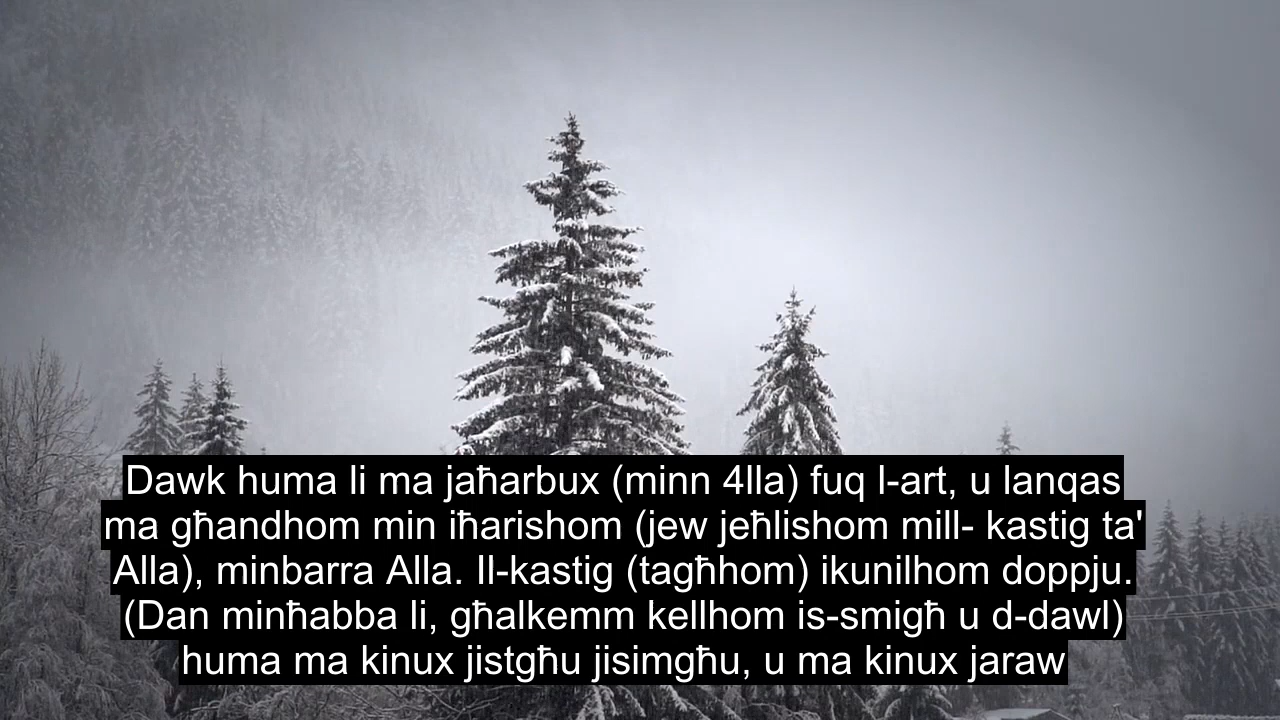 Dawk huma li ma jaħarbux (minn 4lla) fuq l-art, u lanqas
ma għandhom min iħarishom (jew jeħlishom mill- kastig ta'
Alla), minbarra Alla. Il-kastig (tagħhom) ikunilhom doppju.
(Dan minħabba li, għalkemm kellhom is-smigħ u d-dawl)
huma ma kinux jistgħu jisimgħu, u ma kinux jaraw